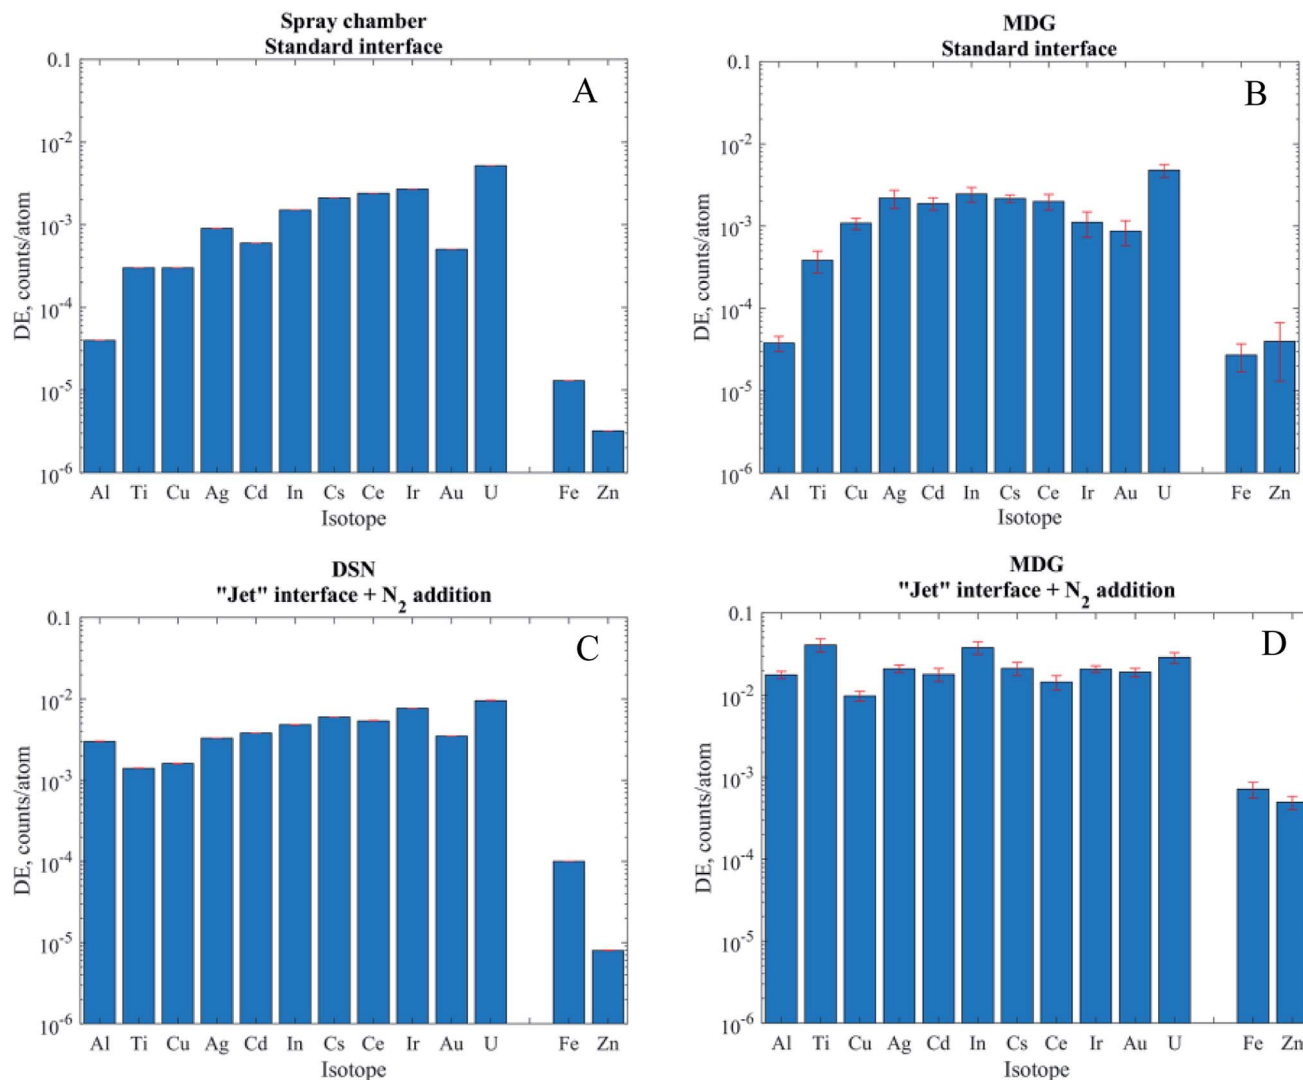 Spray chamber
Standard interface
A
DE, counts/atom
0.1
10^-2
10^-3
10^-4
10^-5
10^-6
Al Ti Cu Ag Cd In Cs Ce Ir Au U Fe Zn
Isotope
MDG
Standard interface
B
DE, counts/atom
0.1
10^-2
10^-3
10^-4
10^-5
10^-6
Al Ti Cu Ag Cd In Cs Ce Ir Au U Fe Zn
Isotope
DSN
"Jet" interface + N₂ addition
C
DE, counts/atom
0.1
10^-2
10^-3
10^-4
10^-5
10^-6
Al Ti Cu Ag Cd In Cs Ce Ir Au U Fe Zn
Isotope
MDG
"Jet" interface + N₂ addition
D
DE, counts/atom
0.1
10^-2
10^-3
10^-4
10^-5
10^-6
Al Ti Cu Ag Cd In Cs Ce Ir Au U Fe Zn
Isotope